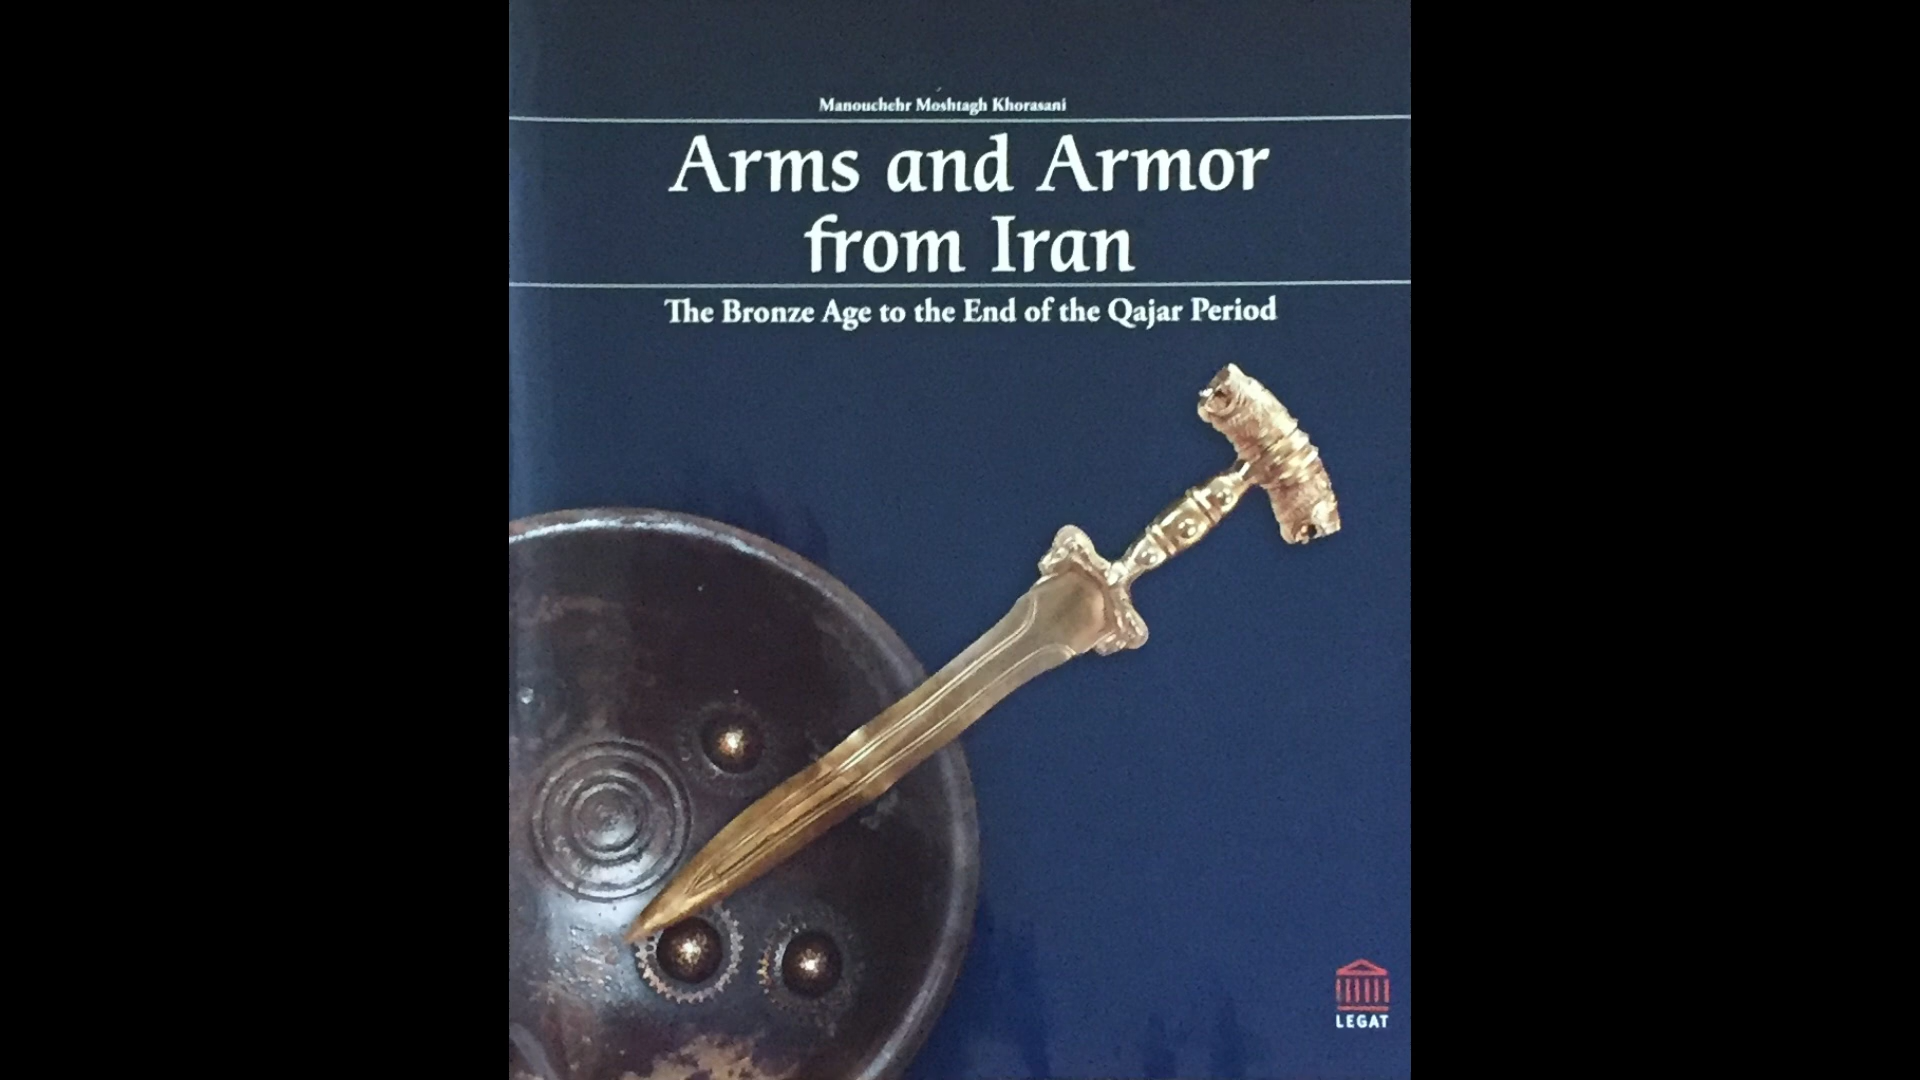 Manouchehr Moshtagh Khorasani
Arms and Armor
from Iran
The Bronze Age to the End of the Qajar Period
LEGAT